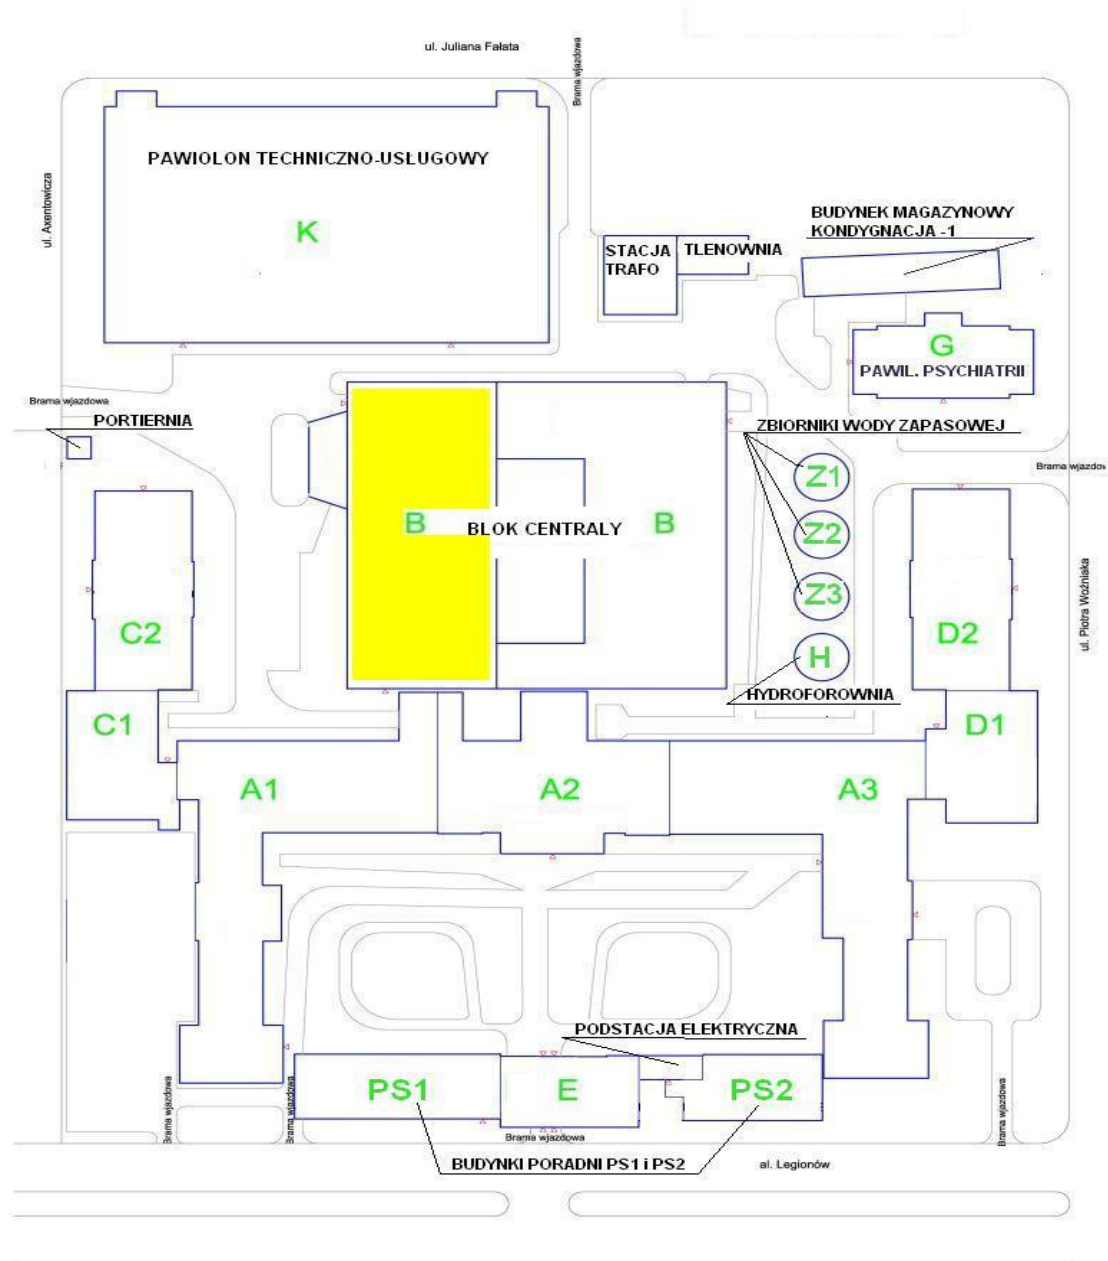 ul. Juliana Fałata
Brama wjazdowa
PAWIOLON TECHNICZNO-USŁUGOWY
ul. Axentowicza
K
BUDYNEK MAGAZYNOWY
KONDYGNACJA -1
STACJA
TRAFO
TLENOWNIA
G
PAWIL. PSYCHIATRII
Brama wjazdowa
PORTIERNIA
ZBIORNIKI WODY ZAPASOWEJ
Brama wjazdow
Z1
B
BLOK CENTRALY
B
Z2
Z3
ul. Piotra Woźniaka
C2
D2
H
HYDROFOROWNIA
C1
D1
A1
A2
A3
PODSTACJA ELEKTRYCZNA
PS1
E
PS2
Brama wjazdowa
Brama wjazdowa
Brama wjazdowa
Brama wjazdowa
BUDYNKI PORADNI PS1 i PS2
al. Legionów